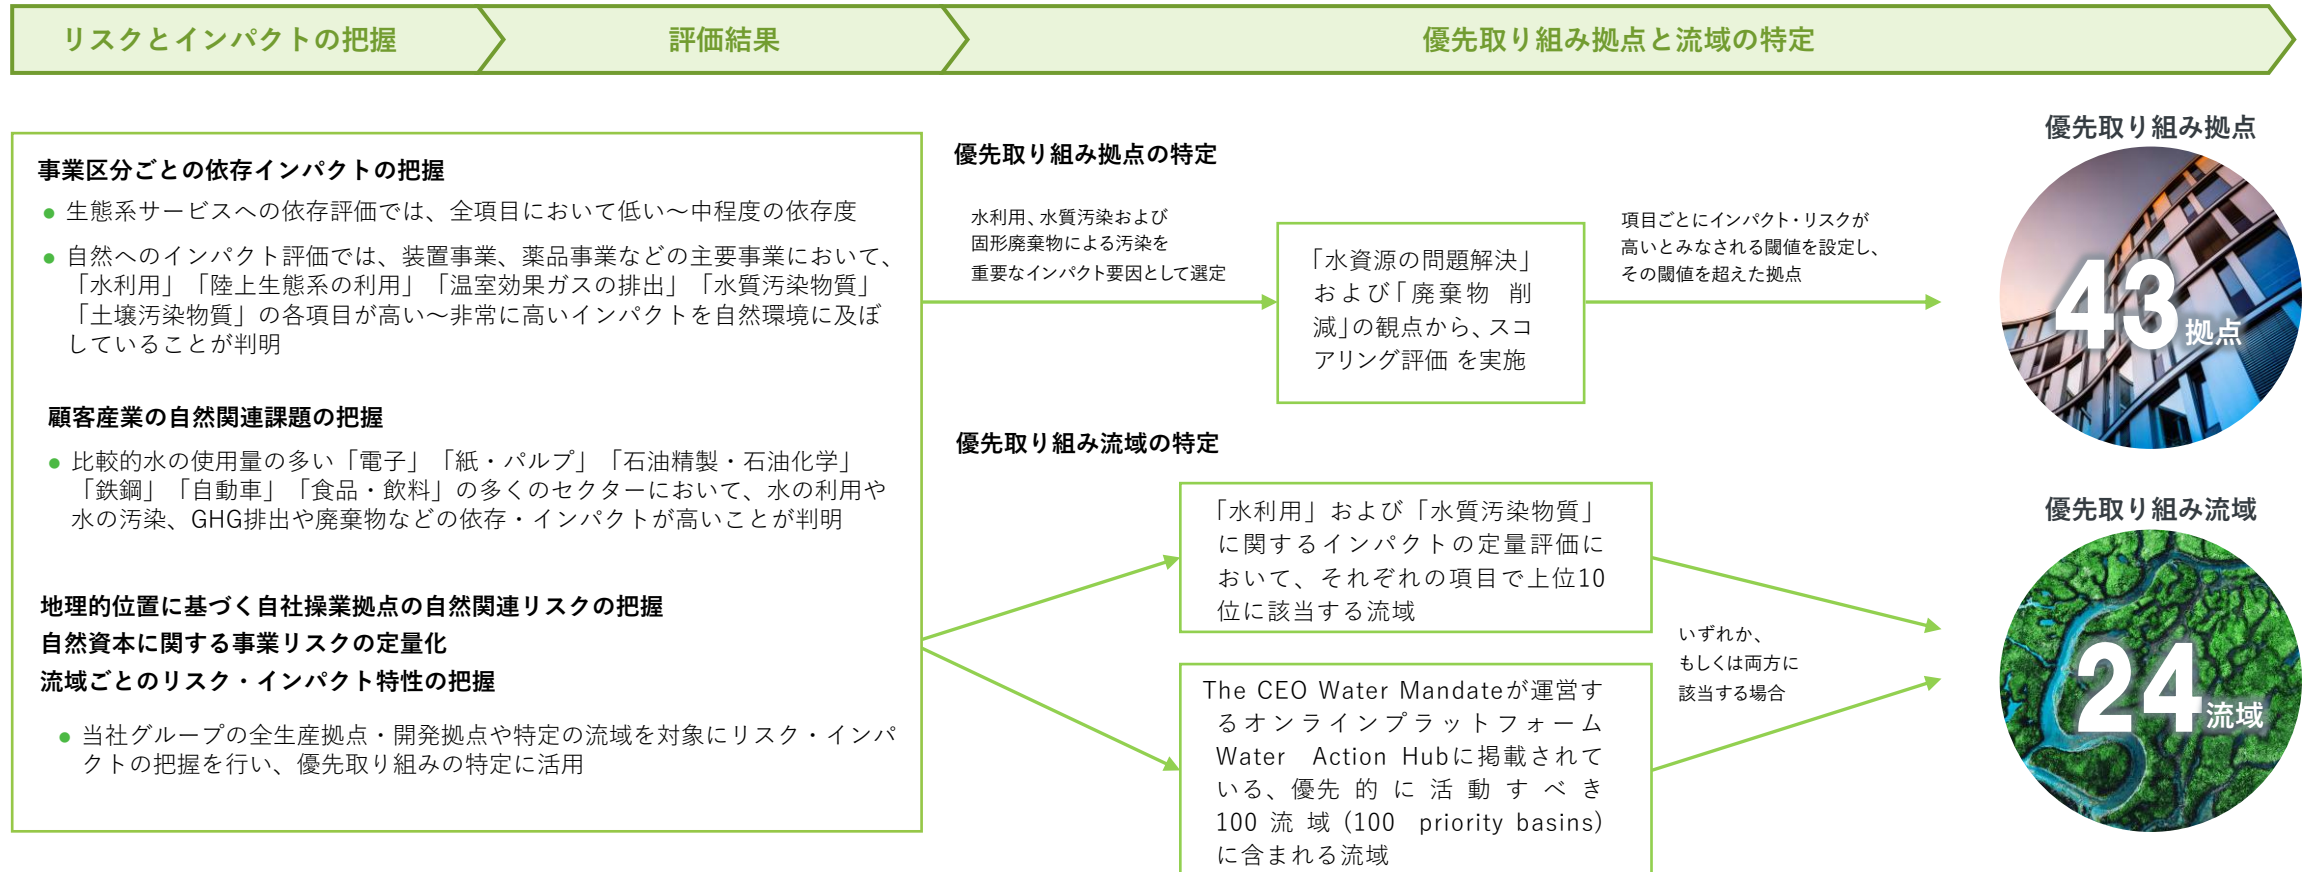 リスクとインパクトの把握
評価結果
優先取り組み拠点と流域の特定
事業区分ごとの依存インパクトの把握
● 生態系サービスへの依存評価では、全項目において低い～中程度の依存度
● 自然へのインパクト評価では、装置事業、薬品事業などの主要事業において、
「水利用」「陸上生態系の利用」「温室効果ガスの排出」「水質汚染物質」
「土壌汚染物質」の各項目が高い～非常に高いインパクトを自然環境に及ぼ
していることが判明
顧客産業の自然関連課題の把握
● 比較的水の使用量の多い「電子」「紙・パルプ」「石油精製・石油化学」
「鉄鋼」「自動車」「食品・飲料」の多くのセクターにおいて、水の利用や
水の汚染、GHG排出や廃棄物などの依存・インパクトが高いことが判明
地理的位置に基づく自社操業拠点の自然関連リスクの把握
自然資本に関する事業リスクの定量化
流域ごとのリスク・インパクト特性の把握
● 当社グループの全生産拠点・開発拠点や特定の流域を対象にリスク・インパ
クトの把握を行い、優先取り組みの特定に活用
優先取り組み拠点の特定
水利用、水質汚染および
固形廃棄物による汚染を
重要なインパクト要因として選定
「水資源の問題解決」
および「廃棄物 削
減」の観点から、スコ
アリング評価 を実施
項目ごとにインパクト・リスクが
高いとみなされる閾値を設定し、
その閾値を超えた拠点
優先取り組み拠点
43拠点
優先取り組み流域の特定
「水利用」および「水質汚染物質」
に関するインパクトの定量評価に
おいて、それぞれの項目で上位10
位に該当する流域
The CEO Water Mandateが運営す
るオンラインプラットフォーム
Water Action Hubに掲載されて
いる、優先 的 に 活 動 す べ き
100 流 域 (100 priority basins)
に含まれる流域
いずれか、
もしくは両方に
該当する場合
優先取り組み流域
24流域